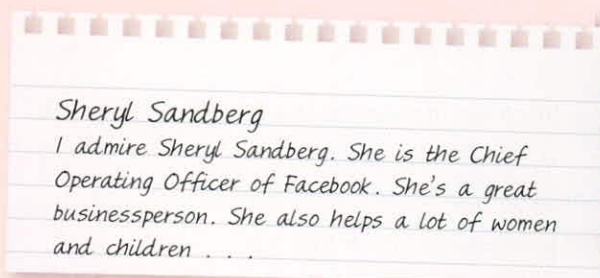 Sheryl Sandberg
I admire Sheryl Sandberg. She is the Chief
Operating Officer of Facebook. She's a great
businessperson. She also helps a lot of women
and children . . .